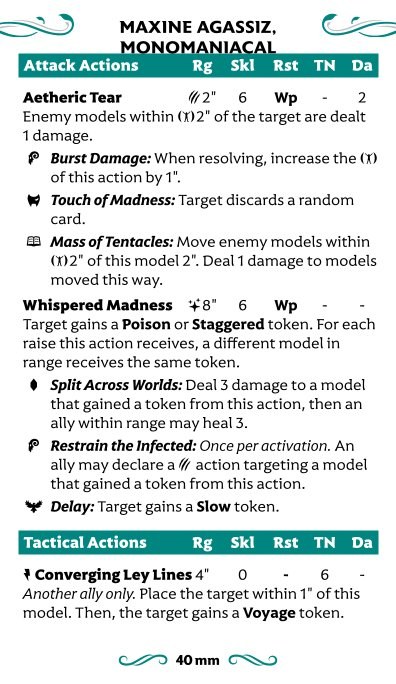 MAXINE AGASSIZ,
MONOMANIACAL
Attack Actions Rg Skl Rst TN Da
Aetheric Tear 2" 6 Wp - 2
Enemy models within 2" of the target are dealt
1 damage.
Burst Damage: When resolving, increase the
of this action by 1".
Touch of Madness: Target discards a random
card.
Mass of Tentacles: Move enemy models within
2" of this model 2". Deal 1 damage to models
moved this way.
Whispered Madness 8" 6 Wp - -
Target gains a Poison or Staggered token. For each
raise this action receives, a different model in
range receives the same token.
Split Across Worlds: Deal 3 damage to a model
that gained a token from this action, then an
ally within range may heal 3.
Restrain the Infected: Once per activation. An
ally may declare a action targeting a model
that gained a token from this action.
Delay: Target gains a Slow token.
Tactical Actions Rg Skl Rst TN Da
Converging Ley Lines 4" 0 - 6 -
Another ally only. Place the target within 1" of this
model. Then, the target gains a Voyage token.
40 mm